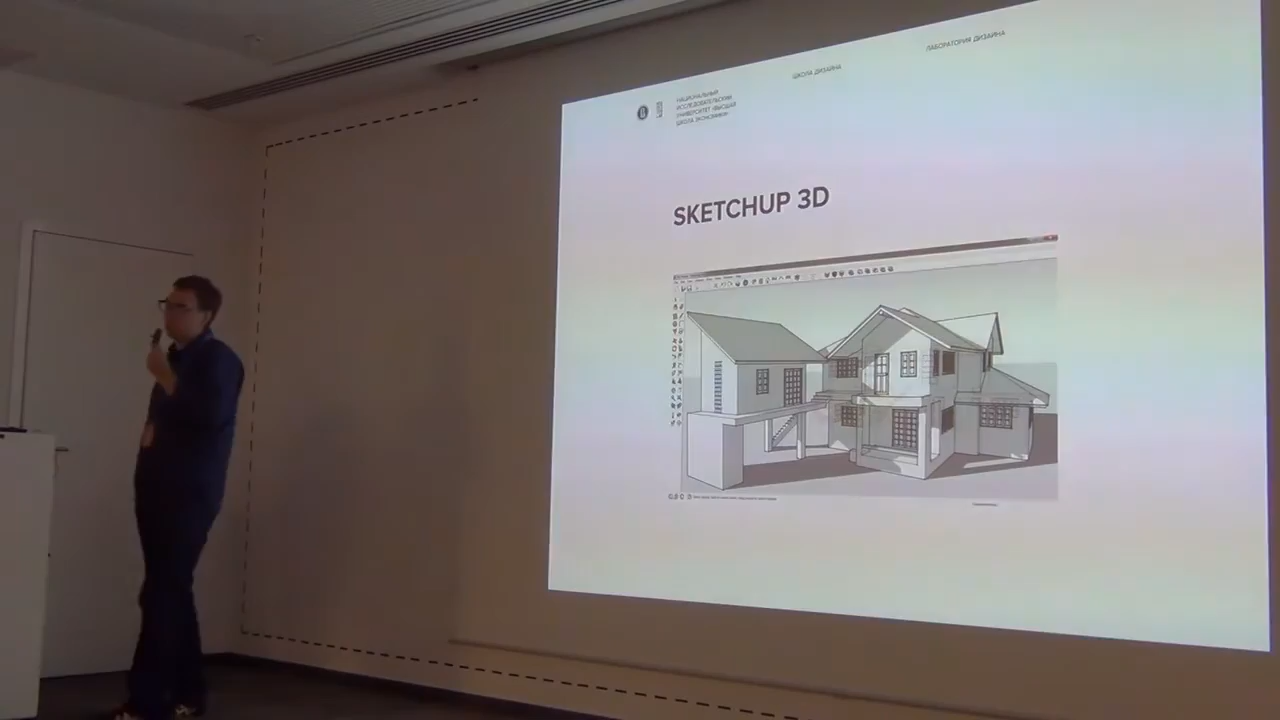 НАЦИОНАЛЬНЫЙ
ИССЛЕДОВАТЕЛЬСКИЙ
УНИВЕРСИТЕТ «ВЫСШАЯ
ШКОЛА ЭКОНОМИКИ»
ШКОЛА ДИЗАЙНА
ЛАБОРАТОРИЯ ДИЗАЙНА
SKETCHUP 3D